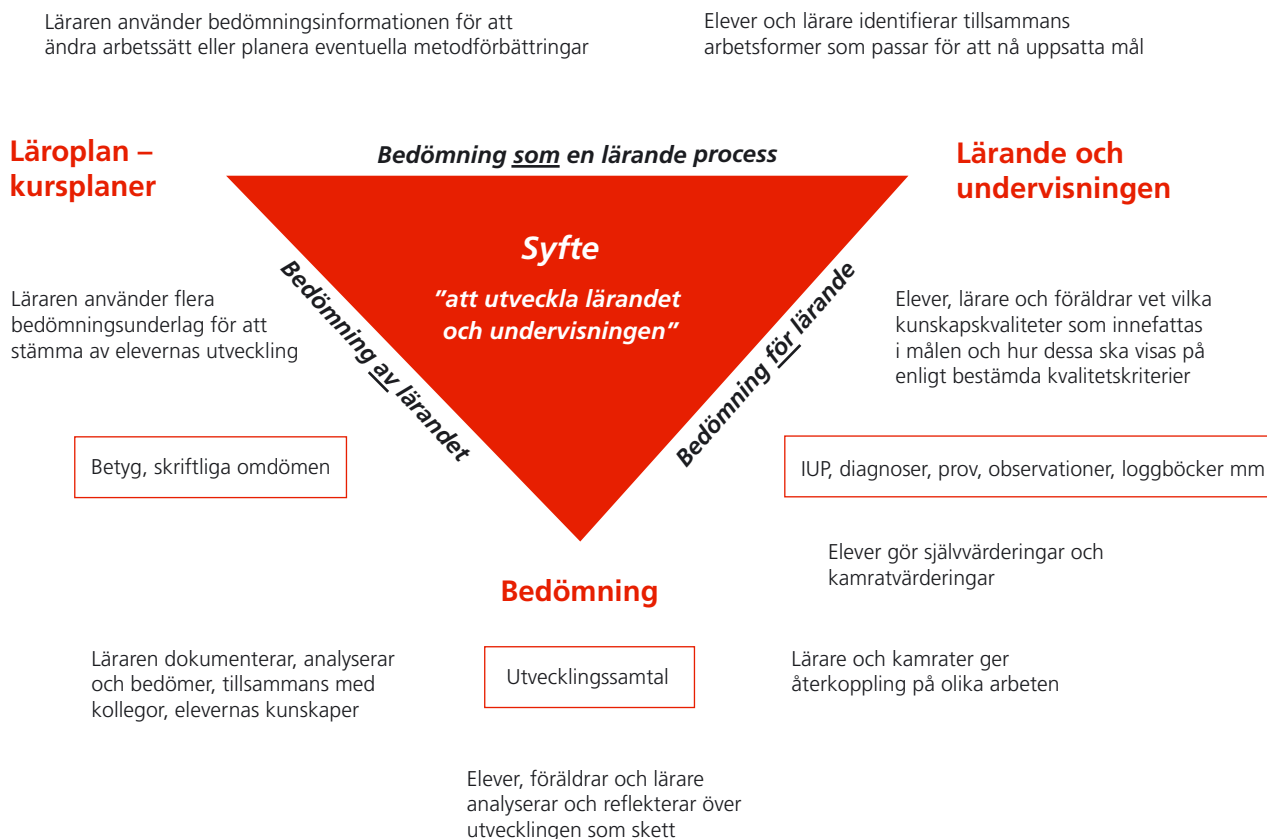 Läraren använder bedömningsinformationen för att
ändra arbetssätt eller planera eventuella metodförbättringar
Elever och lärare identifierar tillsammans
arbetsformer som passar för att nå uppsatta mål
Läroplan –
kursplaner
Bedömning som en lärande process
Lärande och
undervisningen
Syfte
”att utveckla lärandet
och undervisningen”
Bedömning av lärandet
Bedömning för lärande
Läraren använder flera
bedömningsunderlag för att
stämma av elevernas utveckling
Elever, lärare och föräldrar vet vilka
kunskapskvaliteter som innefattas
i målen och hur dessa ska visas på
enligt bestämda kvalitetskriterier
Betyg, skriftliga omdömen
IUP, diagnoser, prov, observationer, loggböcker mm
Elever gör självvärderingar och
kamratvärderingar
Bedömning
Läraren dokumenterar, analyserar
och bedömer, tillsammans med
kollegor, elevernas kunskaper
Utvecklingssamtal
Lärare och kamrater ger
återkoppling på olika arbeten
Elever, föräldrar och lärare
analyserar och reflekterar över
utvecklingen som skett